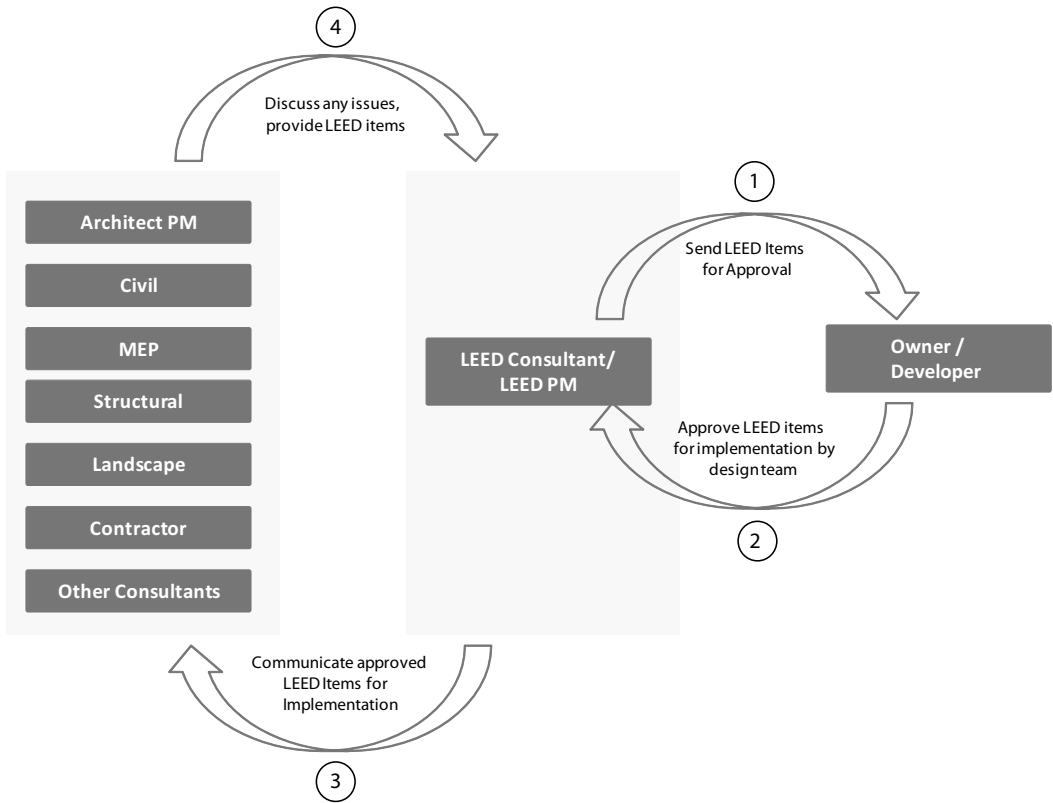 4
Discuss any issues,
provide LEED items
Architect PM
Civil
MEP
Structural
Landscape
Contractor
Other Consultants
LEED Consultant/
LEED PM
1
Send LEED Items
for Approval
Owner /
Developer
Approve LEED items
for implementation by
design team
2
Communicate approved
LEED Items for
Implementation
3